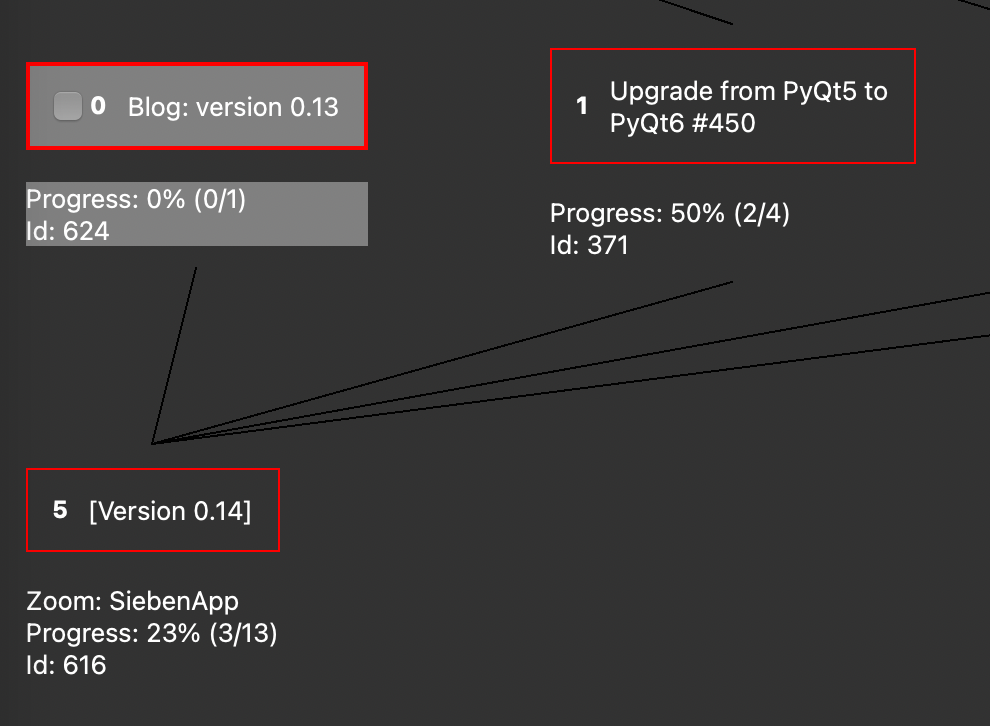 0 Blog: version 0.13
Progress: 0% (0/1)
Id: 624
1 Upgrade from PyQt5 to
PyQt6 #450
Progress: 50% (2/4)
Id: 371
5 [Version 0.14]
Zoom: SiebenApp
Progress: 23% (3/13)
Id: 616